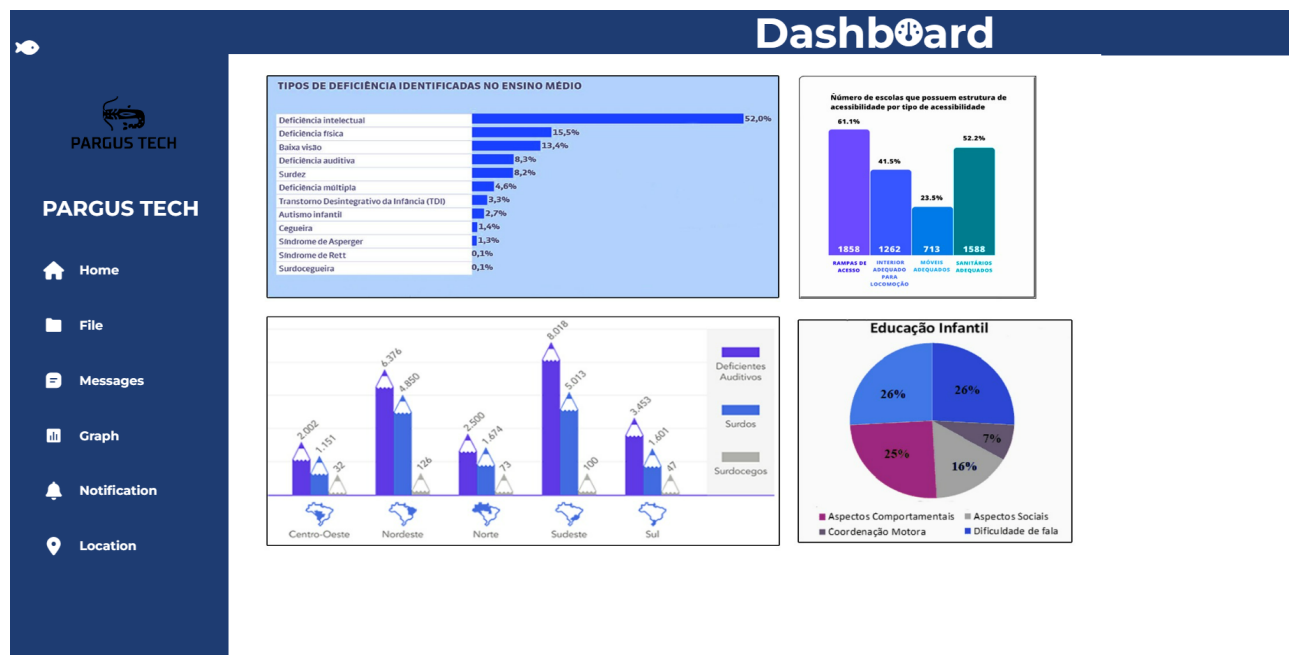 Dashboard
PARGUS TECH
PARGUS TECH
Home
File
Messages
Graph
Notification
Location
TIPOS DE DEFICIÊNCIA IDENTIFICADAS NO ENSINO MÉDIO
Deficiência intelectual 52,0%
Deficiência física 15,5%
Baixa visão 13,4%
Deficiência auditiva 8,3%
Surdez 8,2%
Deficiência múltipla 4,6%
Transtorno Desintegrativo da Infância (TDI) 3,3%
Autismo infantil 2,7%
Cegueira 1,4%
Síndrome de Asperger 1,3%
Síndrome de Rett 0,1%
Surdocegueira 0,1%
Número de escolas que possuem estrutura de
acessibilidade por tipo de acessibilidade
61.1%
41.5%
23.5%
52.2%
1858 1262 713 1588
RAMPAS DE
ACESSO
INTERIOR
ADEQUADO
PARA
LOCOMOÇÃO
MÓVEIS
ADEQUADOS
SANITÁRIOS
ADEQUADOS
2.002
1.151
32
6.376
4.850
126
2.500
1.674
73
8.018
5.013
100
3.453
1.601
47
Deficientes
Auditivos
Surdos
Surdocegos
Centro-Oeste Nordeste Norte Sudeste Sul
Educação Infantil
26% 26%
7%
25%
16%
Aspectos Comportamentais Aspectos Sociais
Coordenação Motora Dificuldade de fala